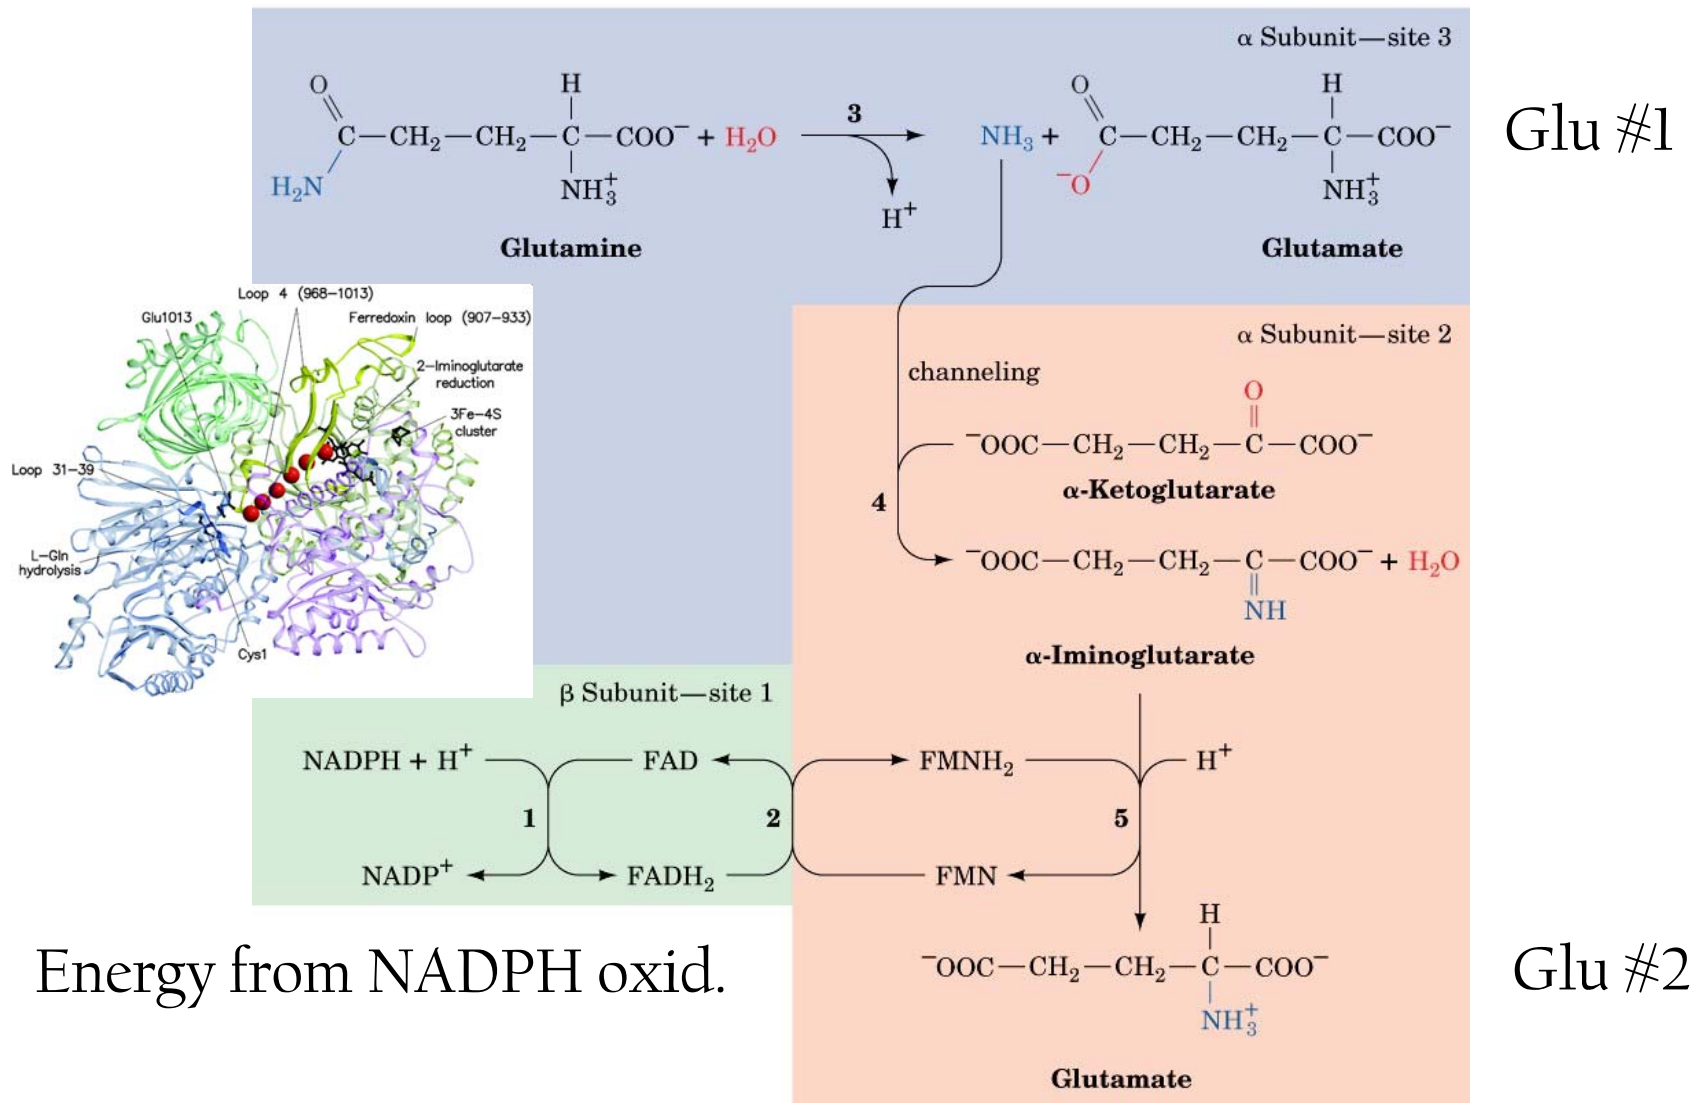 α Subunit—site 3
O H H
C—CH₂—CH₂—C—COO⁻ + H₂O 3 NH₃ + C—CH₂—CH₂—C—COO⁻
H₂N NH₃⁺ H⁺ ⁻O NH₃⁺
Glutamine Glutamate
Glu #1
Loop 4 (968–1013)
Glu1013
Ferredoxin loop (907–933)
2–Iminoglutarate
reduction
3Fe–4S
cluster
Loop 31–39
L–Gln
hydrolysis
Cys1
α Subunit—site 2
channeling
O
⁻OOC—CH₂—CH₂—C—COO⁻
α-Ketoglutarate
4
⁻OOC—CH₂—CH₂—C—COO⁻ + H₂O
NH
α-Iminoglutarate
β Subunit—site 1
NADPH + H⁺ FAD FMNH₂ H⁺
1 2 5
NADP⁺ FADH₂ FMN
H
⁻OOC—CH₂—CH₂—C—COO⁻
NH₃⁺
Glutamate
Energy from NADPH oxid.
Glu #2